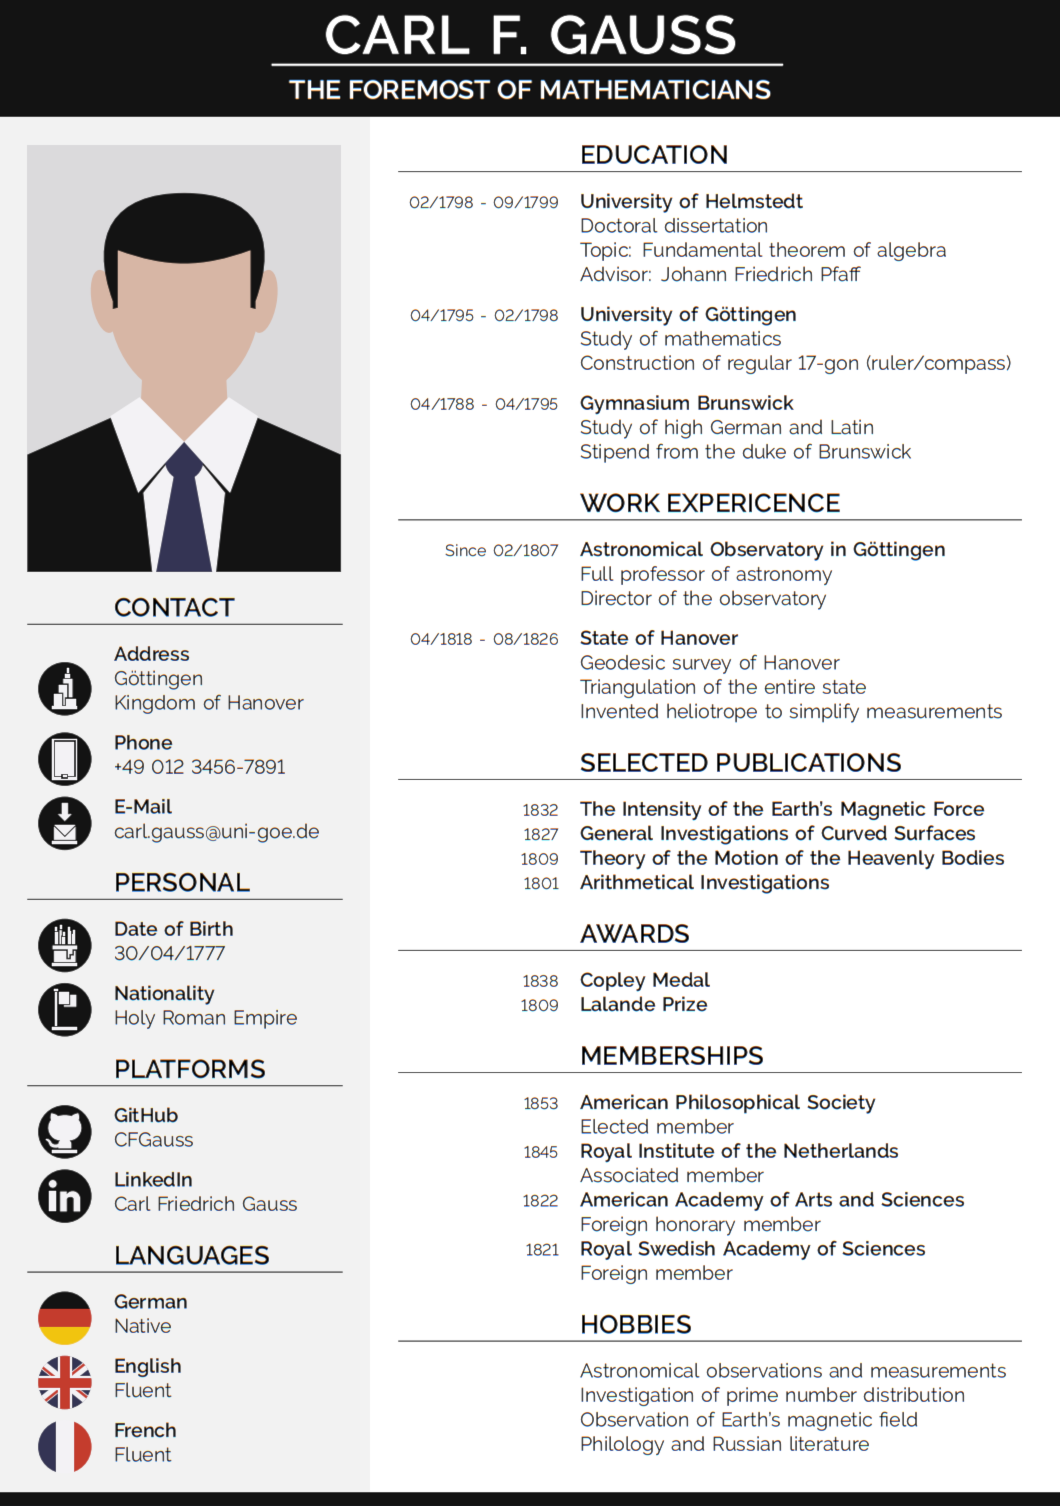 CARL F. GAUSS
THE FOREMOST OF MATHEMATICIANS
CONTACT
Address
Göttingen
Kingdom of Hanover
Phone
+49 012 3456-7891
E-Mail
carl.gauss@uni-goe.de
PERSONAL
Date of Birth
30/04/1777
Nationality
Holy Roman Empire
PLATFORMS
GitHub
CFGauss
in
LinkedIn
Carl Friedrich Gauss
LANGUAGES
German
Native
English
Fluent
French
Fluent
EDUCATION
02/1798 - 09/1799 University of Helmstedt
Doctoral dissertation
Topic: Fundamental theorem of algebra
Advisor: Johann Friedrich Pfaff
04/1795 - 02/1798 University of Göttingen
Study of mathematics
Construction of regular 17-gon (ruler/compass)
04/1788 - 04/1795 Gymnasium Brunswick
Study of high German and Latin
Stipend from the duke of Brunswick
WORK EXPERICENCE
Since 02/1807 Astronomical Observatory in Göttingen
Full professor of astronomy
Director of the observatory
04/1818 - 08/1826 State of Hanover
Geodesic survey of Hanover
Triangulation of the entire state
Invented heliotrope to simplify measurements
SELECTED PUBLICATIONS
1832 The Intensity of the Earth's Magnetic Force
1827 General Investigations of Curved Surfaces
1809 Theory of the Motion of the Heavenly Bodies
1801 Arithmetical Investigations
AWARDS
1838 Copley Medal
1809 Lalande Prize
MEMBERSHIPS
1853 American Philosophical Society
Elected member
1845 Royal Institute of the Netherlands
Associated member
1822 American Academy of Arts and Sciences
Foreign honorary member
1821 Royal Swedish Academy of Sciences
Foreign member
HOBBIES
Astronomical observations and measurements
Investigation of prime number distribution
Observation of Earth's magnetic field
Philology and Russian literature